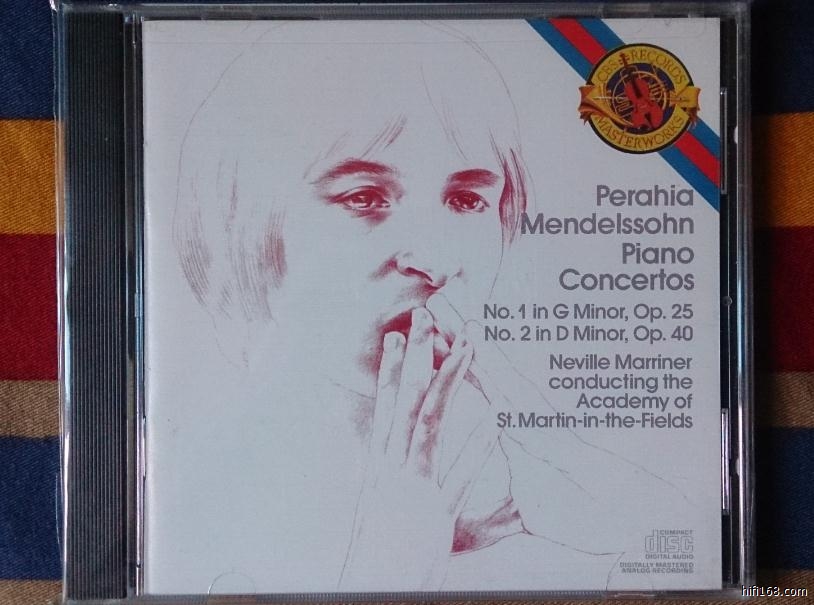 CBS RECORDS
MASTERWORKS
Perahia
Mendelssohn
Piano
Concertos
No. 1 in G Minor, Op. 25
No. 2 in D Minor, Op. 40
Neville Marriner
conducting the
Academy of
St. Martin-in-the-Fields
COMPACT
disc
DIGITAL AUDIO
DIGITALLY MASTERED
ANALOG RECORDING
hifi168.com